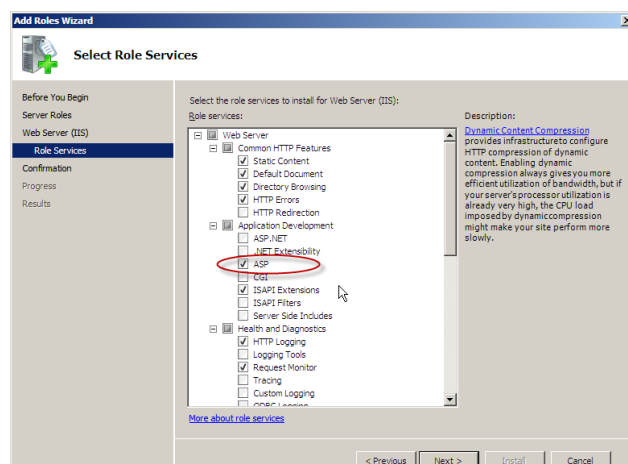 Add Roles Wizard
Select Role Services
Before You Begin
Server Roles
Web Server (IIS)
Role Services
Confirmation
Progress
Results
Select the role services to install for Web Server (IIS):
Role services:
Web Server
Common HTTP Features
Static Content
Default Document
Directory Browsing
HTTP Errors
HTTP Redirection
Application Development
ASP.NET
.NET Extensibility
ASP
CGI
ISAPI Extensions
ISAPI Filters
Server Side Includes
Health and Diagnostics
HTTP Logging
Logging Tools
Request Monitor
Tracing
Custom Logging
ODBC Logging
More about role services
Description:
Dynamic Content Compression
provides infrastructureto configure
HTTP compression of dynamic
content. Enabling dynamic
compression always gives you more
efficient utilization of bandwidth, but if
your server's processor utilization is
already very high, the CPU load
imposed by dynamiccompression
might make your site perform more
slowly.
< Previous
Next >
Install
Cancel